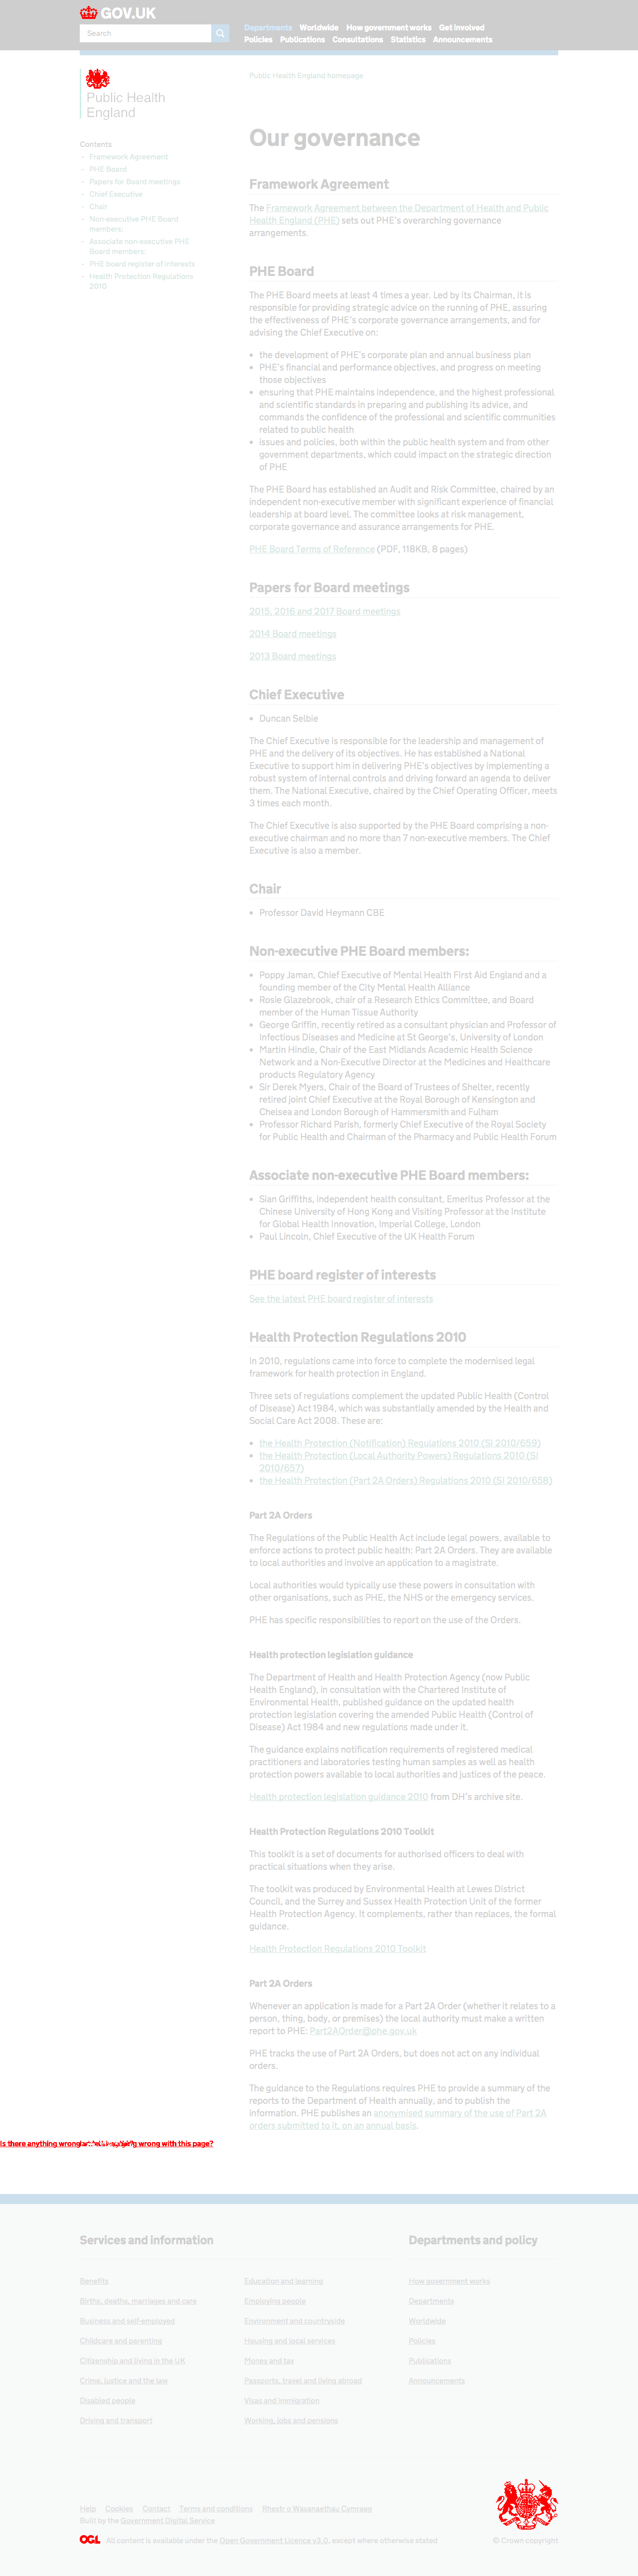 GOV.UK
Search
Departments Worldwide How government works Get involved
Policies Publications Consultations Statistics Announcements
Public Health
England
Public Health England homepage
Contents
- Framework Agreement
- PHE Board
- Papers for Board meetings
- Chief Executive
- Chair
- Non-executive PHE Board
members:
- Associate non-executive PHE
Board members:
- PHE board register of interests
- Health Protection Regulations
2010
Our governance
Framework Agreement
The Framework Agreement between the Department of Health and Public
Health England (PHE) sets out PHE's overarching governance
arrangements.
PHE Board
The PHE Board meets at least 4 times a year. Led by its Chairman, it is
responsible for providing strategic advice on the running of PHE, assuring
the effectiveness of PHE's corporate governance arrangements, and for
advising the Chief Executive on:
• the development of PHE's corporate plan and annual business plan
• PHE's financial and performance objectives, and progress on meeting
those objectives
• ensuring that PHE maintains independence, and the highest professional
and scientific standards in preparing and publishing its advice, and
commands the confidence of the professional and scientific communities
related to public health
• issues and policies, both within the public health system and from other
government departments, which could impact on the strategic direction
of PHE
The PHE Board has established an Audit and Risk Committee, chaired by an
independent non-executive member with significant experience of financial
leadership at board level. The committee looks at risk management,
corporate governance and assurance arrangements for PHE.
PHE Board Terms of Reference (PDF, 118KB, 8 pages)
Papers for Board meetings
2015, 2016 and 2017 Board meetings
2014 Board meetings
2013 Board meetings
Chief Executive
• Duncan Selbie
The Chief Executive is responsible for the leadership and management of
PHE and the delivery of its objectives. He has established a National
Executive to support him in delivering PHE's objectives by implementing a
robust system of internal controls and driving forward an agenda to deliver
them. The National Executive, chaired by the Chief Operating Officer, meets
3 times each month.
The Chief Executive is also supported by the PHE Board comprising a non-
executive chairman and no more than 7 non-executive members. The Chief
Executive is also a member.
Chair
• Professor David Heymann CBE
Non-executive PHE Board members:
• Poppy Jaman, Chief Executive of Mental Health First Aid England and a
founding member of the City Mental Health Alliance
• Rosie Glazebrook, chair of a Research Ethics Committee, and Board
member of the Human Tissue Authority
• George Griffin, recently retired as a consultant physician and Professor of
Infectious Diseases and Medicine at St George's, University of London
• Martin Hindle, Chair of the East Midlands Academic Health Science
Network and a Non-Executive Director at the Medicines and Healthcare
products Regulatory Agency
• Sir Derek Myers, Chair of the Board of Trustees of Shelter, recently
retired joint Chief Executive at the Royal Borough of Kensington and
Chelsea and London Borough of Hammersmith and Fulham
• Professor Richard Parish, formerly Chief Executive of the Royal Society
for Public Health and Chairman of the Pharmacy and Public Health Forum
Associate non-executive PHE Board members:
• Sian Griffiths, independent health consultant, Emeritus Professor at the
Chinese University of Hong Kong and Visiting Professor at the institute
for Global Health Innovation, Imperial College, London
• Paul Lincoln, Chief Executive of the UK Health Forum
PHE board register of interests
See the latest PHE board register of interests
Health Protection Regulations 2010
In 2010, regulations came into force to complete the modernised legal
framework for health protection in England.
Three sets of regulations complement the updated Public Health (Control
of Disease) Act 1984, which was substantially amended by the Health and
Social Care Act 2008. These are:
• the Health Protection (Notification) Regulations 2010 (SI 2010/659)
• the Health Protection (Local Authority Powers) Regulations 2010 (SI
2010/657)
• the Health Protection (Part 2A Orders) Regulations 2010 (SI 2010/658)
Part 2A Orders
The Regulations of the Public Health Act include legal powers, available to
enforce actions to protect public health: Part 2A Orders. They are available
to local authorities and involve an application to a magistrate.
Local authorities would typically use these powers in consultation with
other organisations, such as PHE, the NHS or the emergency services.
PHE has specific responsibilities to report on the use of the Orders.
Health protection legislation guidance
The Department of Health and Health Protection Agency (now Public
Health England), in consultation with the Chartered Institute of
Environmental Health, published guidance on the updated health
protection legislation covering the amended Public Health (Control of
Disease) Act 1984 and new regulations made under it.
The guidance explains notification requirements of registered medical
practitioners and laboratories testing human samples as well as health
protection powers available to local authorities and justices of the peace.
Health protection legislation guidance 2010 from DH's archive site.
Health Protection Regulations 2010 Toolkit
This toolkit is a set of documents for authorised officers to deal with
practical situations when they arise.
The toolkit was produced by Environmental Health at Lewes District
Council, and the Surrey and Sussex Health Protection Unit of the former
Health Protection Agency. It complements, rather than replaces, the formal
guidance.
Health Protection Regulations 2010 Toolkit
Part 2A Orders
Whenever an application is made for a Part 2A Order (whether it relates to a
person, thing, body, or premises) the local authority must make a written
report to PHE: Part2AOrder@phe.gov.uk
PHE tracks the use of Part 2A Orders, but does not act on any individual
orders.
The guidance to the Regulations requires PHE to provide a summary of the
reports to the Department of Health annually, and to publish the
information. PHE publishes an anonymised summary of the use of Part 2A
orders submitted to it, on an annual basis.
Is there anything wrong wrong with this page?
Services and information
Departments and policy
Benefits
Births, deaths, marriages and care
Business and self-employed
Childcare and parenting
Citizenship and living in the UK
Crime, justice and the law
Disabled people
Driving and transport
Education and learning
Employing people
Environment and countryside
Housing and local services
Money and tax
Passports, travel and living abroad
Visas and immigration
Working, jobs and pensions
How government works
Departments
Worldwide
Policies
Publications
Announcements
Help Cookies Contact Terms and conditions Rhestr o Wasanaethau Cymraeg
Built by the Government Digital Service
OGL All content is available under the Open Government Licence v3.0, except where otherwise stated
© Crown copyright